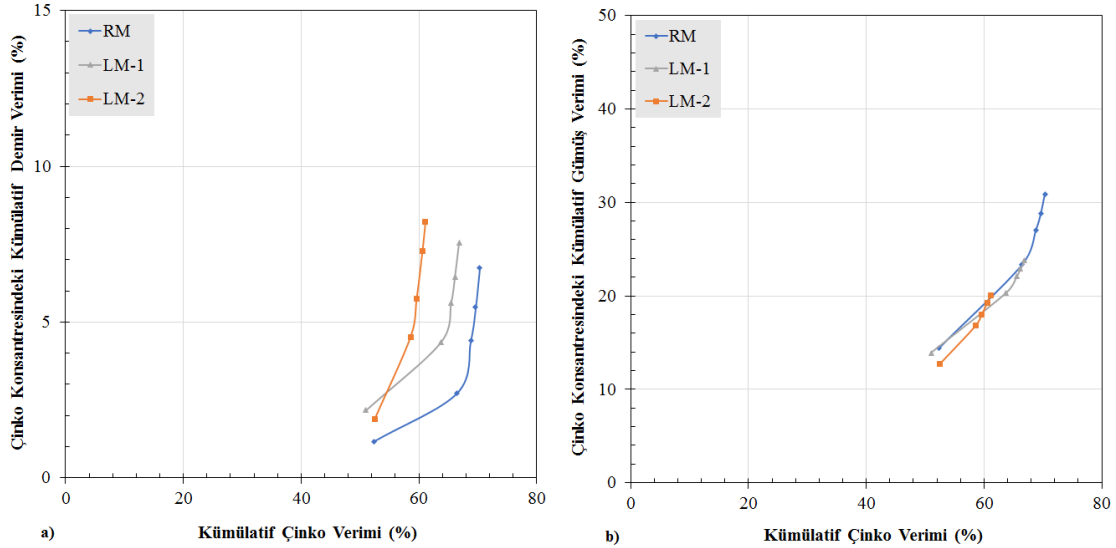 Çinko Konsantresindeki Kümülatif Demir Verimi (%)
15
10
5
0
RM
LM-1
LM-2
0 20 40 60 80
Kümülatif Çinko Verimi (%)
a)
Çinko Konsantresindeki Kümülatif Gümüş Verimi (%)
50
40
30
20
10
0
RM
LM-1
LM-2
0 20 40 60 80
Kümülatif Çinko Verimi (%)
b)